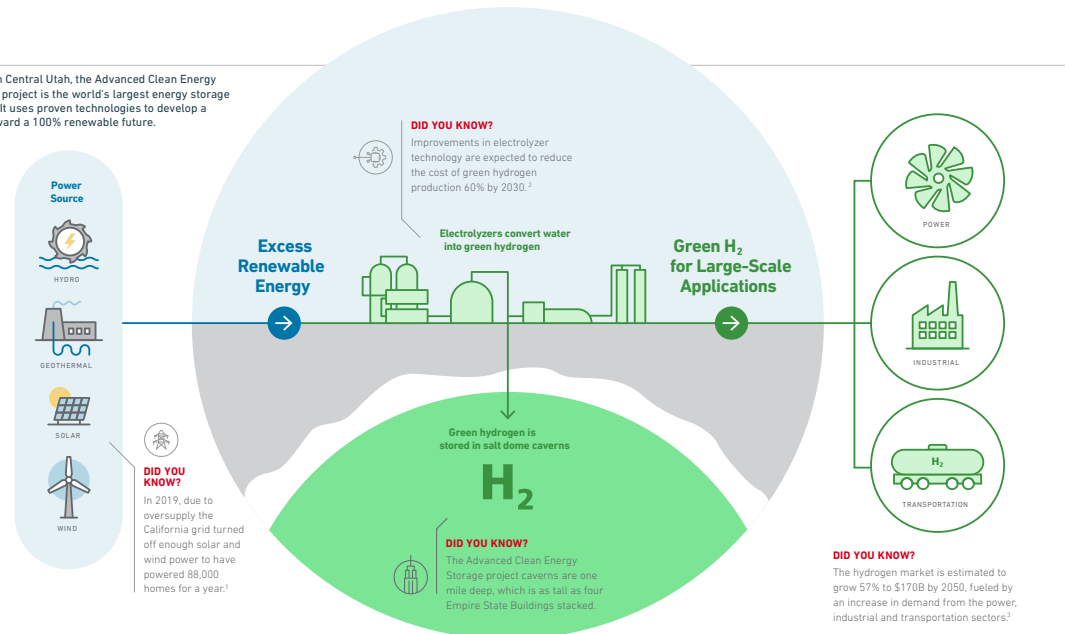 n Central Utah, the Advanced Clean Energy
project is the world's largest energy storage
It uses proven technologies to develop a
ward a 100% renewable future.
Power
Source
HYDRO
GEOTHERMAL
SOLAR
WIND
DID YOU
KNOW?
In 2019, due to
oversupply the
California grid turned
off enough solar and
wind power to have
powered 88,000
homes for a year.¹
Excess
Renewable
Energy
DID YOU KNOW?
Improvements in electrolyzer
technology are expected to reduce
the cost of green hydrogen
production 60% by 2030.²
Electrolyzers convert water
into green hydrogen
Green H₂
for Large-Scale
Applications
Green hydrogen is
stored in salt dome caverns
H₂
DID YOU KNOW?
The Advanced Clean Energy
Storage project caverns are one
mile deep, which is as tall as four
Empire State Buildings stacked.
POWER
INDUSTRIAL
H₂
TRANSPORTATION
DID YOU KNOW?
The hydrogen market is estimated to
grow 57% to $170B by 2050, fueled by
an increase in demand from the power,
industrial and transportation sectors.³